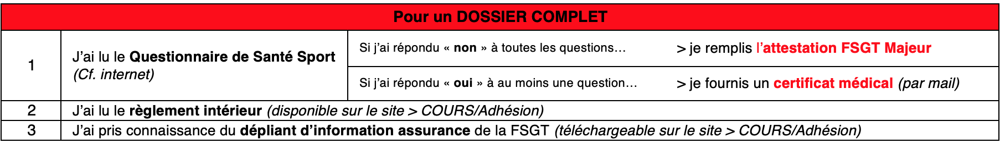 Pour un DOSSIER COMPLET
1
J’ai lu le Questionnaire de Santé Sport
(Cf. internet)
Si j’ai répondu « non » à toutes les questions… > je remplis l’attestation FSGT Majeur
Si j’ai répondu « oui » à au moins une question… > je fournis un certificat médical (par mail)
2 J’ai lu le règlement intérieur (disponible sur le site > COURS/Adhésion)
3 J’ai pris connaissance du dépliant d’information assurance de la FSGT (téléchargeable sur le site > COURS/Adhésion)